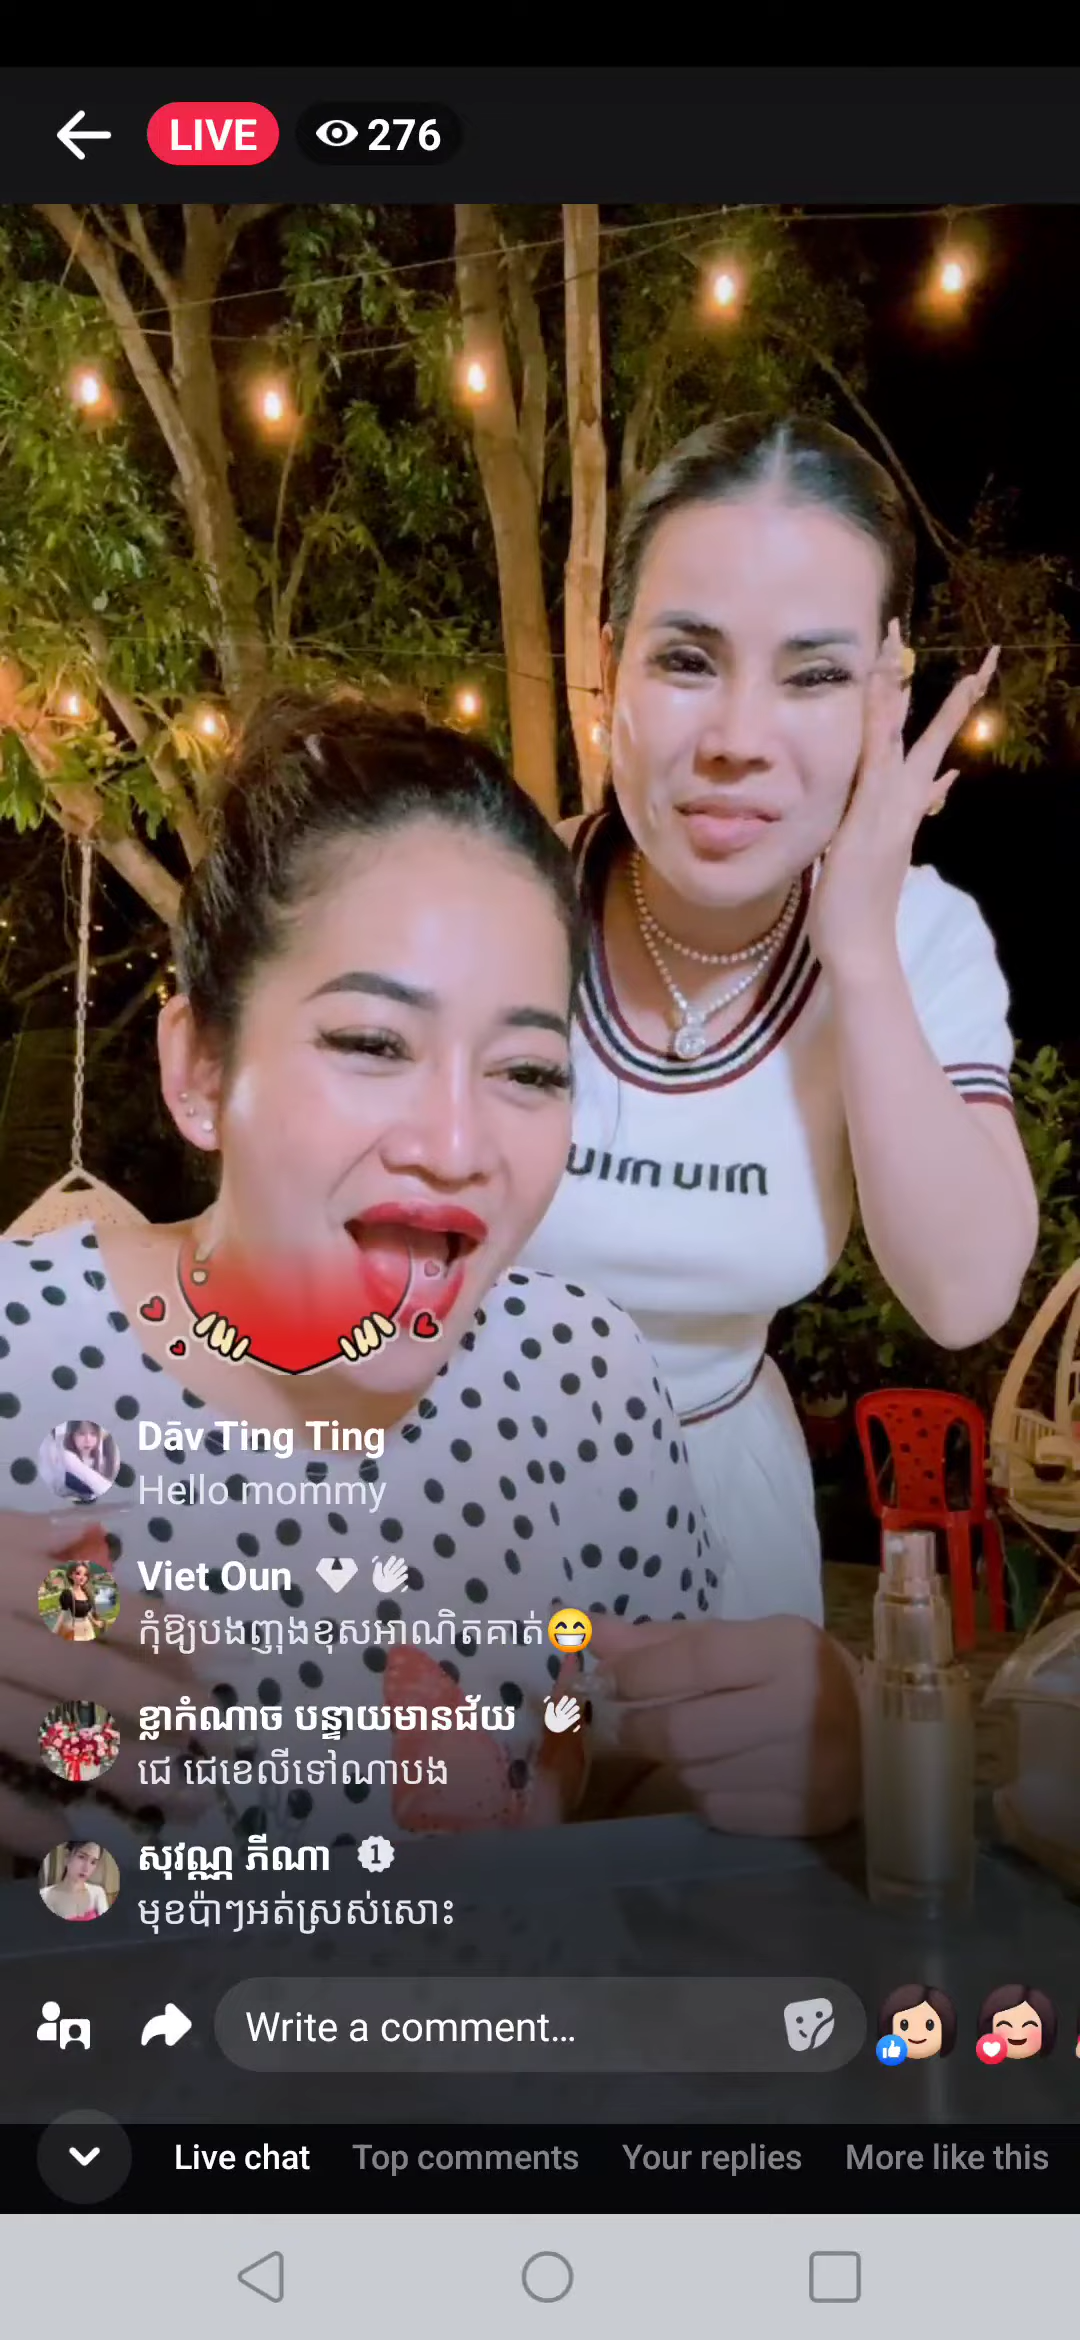 LIVE 276
miu miu
Dāv Ting Ting
Hello mommy
Viet Oun
កុំឱ្យបងញុងខុសអាណិតគាត់😁
ខ្លាកំណាច បន្ទាយមានជ័យ
ជេ ជេខេលីទៅណាបង
សុវណ្ណ ភីណា 1
មុខប៉ាៗអត់ស្រស់សោះ
Write a comment...
Live chat Top comments Your replies More like this